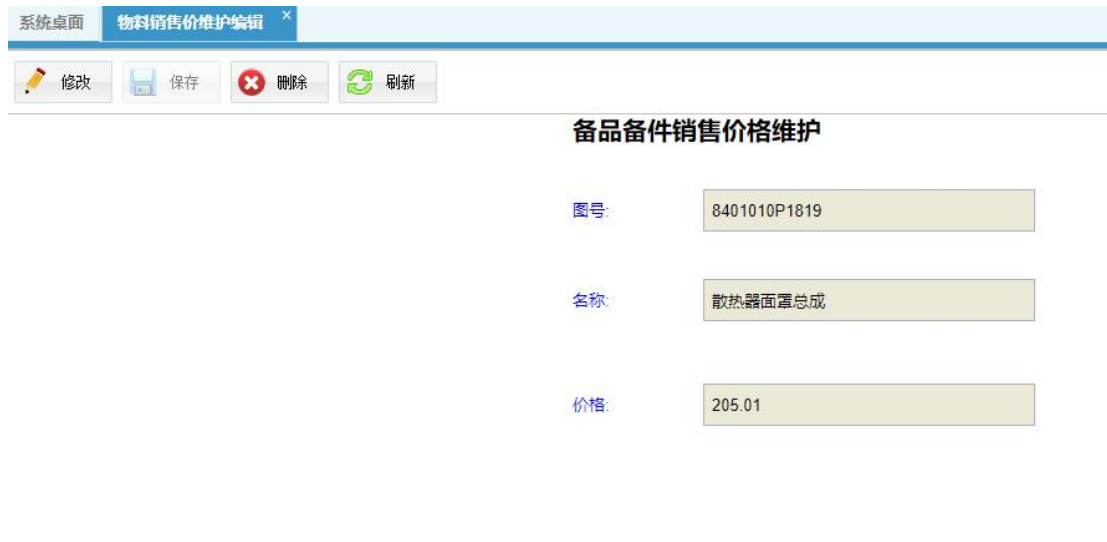 系统桌面 物料销售价维护编辑 ×
修改 保存 删除 刷新
备品备件销售价格维护
图号: 8401010P1819
名称: 散热器面罩总成
价格: 205.01